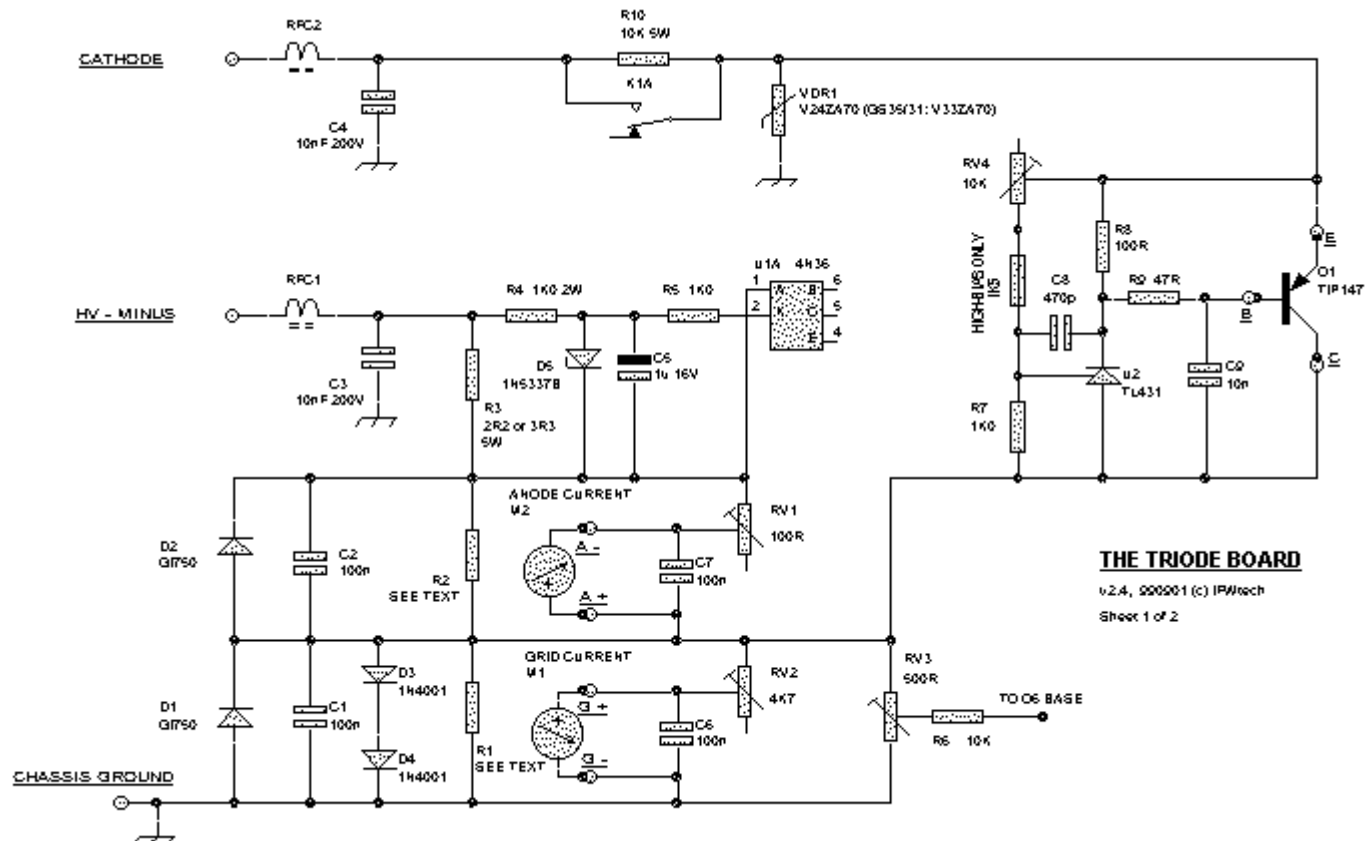 RFC2
R10
10K 5W
CATHODE
K1A
VDR1
V24ZA70 (GS35/31: V33ZA70)
C4
10nF 200V
RV4
10K
R8
100R
E
u1A 4N36
HIGH-BIAS ONLY
1K5
C8
470p
R9 47R
B
Q1
TIP147
C
RFC1
R4 1K0 2W
R5 1K0
1
2
A
K
B
C
E
6
5
4
HV - MINUS
C3
10nF 200V
D5
1N5337B
1u 16V
R3
2R2 or 3R3
5W
u2
TL431
C9
10n
R7
1K0
ANODE CURRENT
M2
RV1
100R
D2
GI750
C2
100n
R2
SEE TEXT
A -
A +
C7
100n
THE TRIODE BOARD
v2.4, 990901 (c) IFWtech
Sheet 1 of 2
GRID CURRENT
M1
RV2
4K7
RV3
500R
D3
1N4001
D1
GI750
C1
100n
G +
G -
C6
100n
TO Q6 BASE
R6 10K
D4
1N4001
R1
SEE TEXT
CHASSIS GROUND